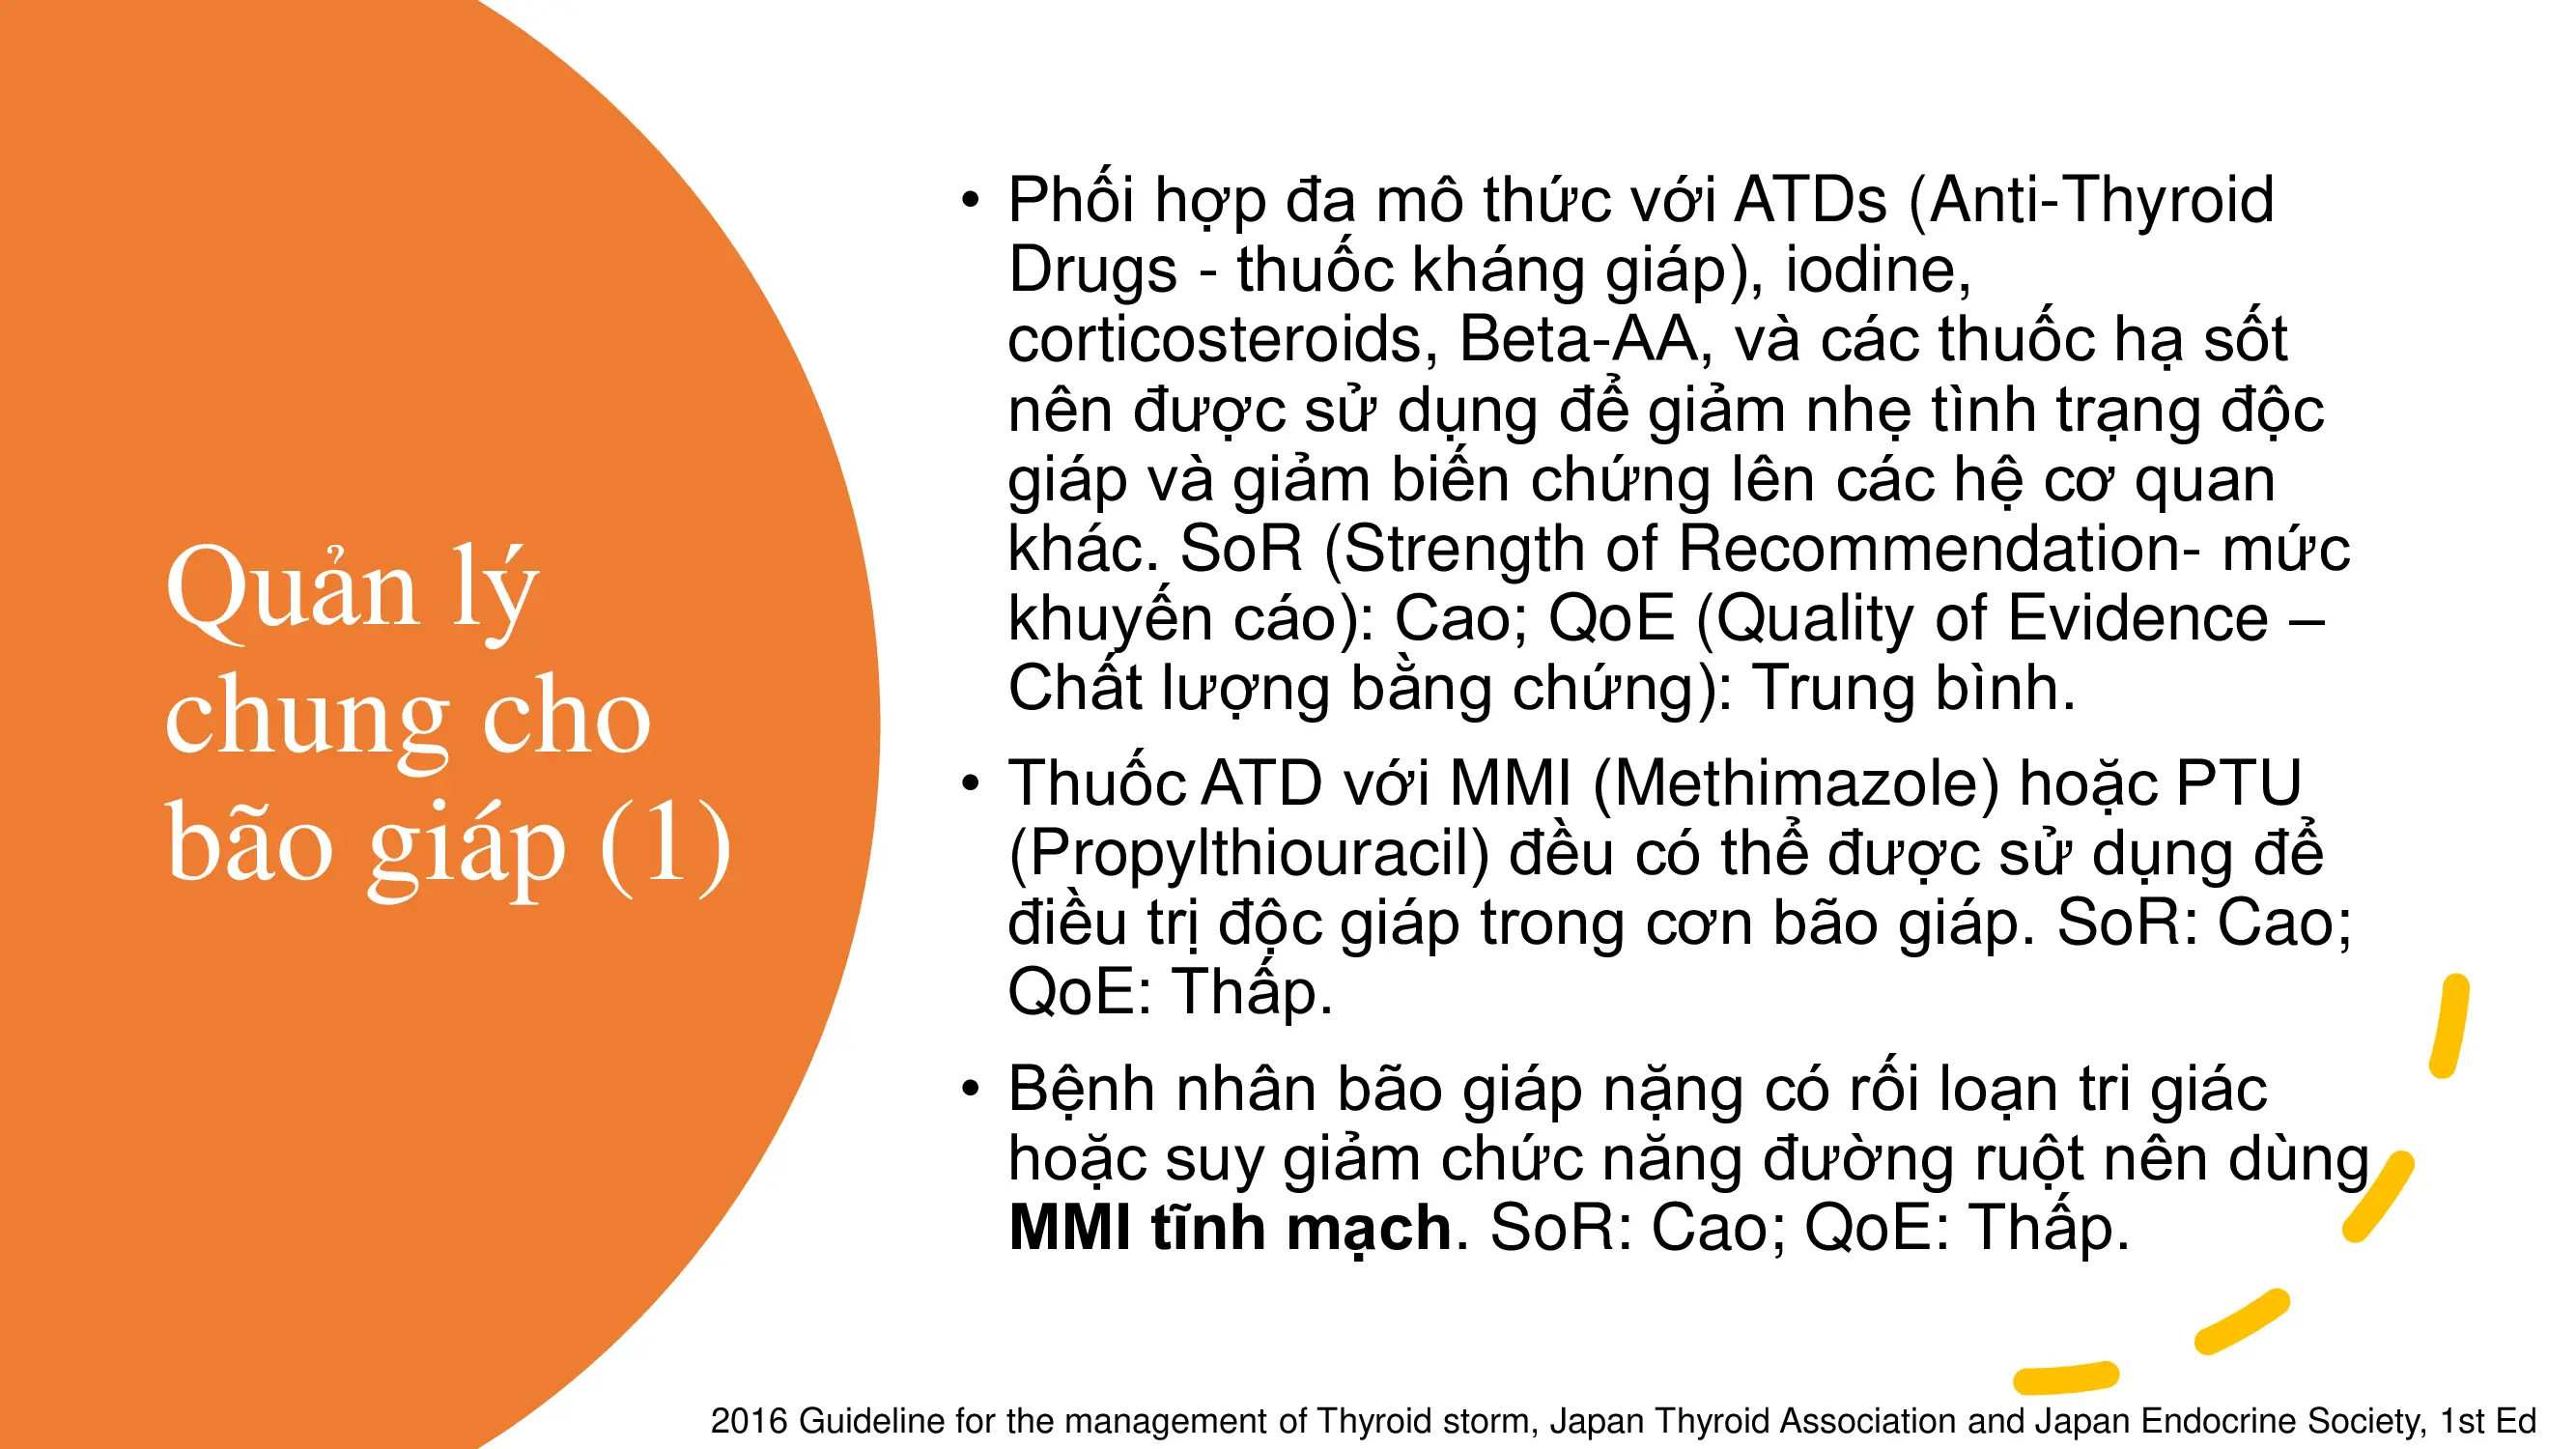 Quản lý
chung cho
bão giáp (1)
• Phối hợp đa mô thức với ATDs (Anti-Thyroid
Drugs - thuốc kháng giáp), iodine,
corticosteroids, Beta-AA, và các thuốc hạ sốt
nên được sử dụng để giảm nhẹ tình trạng độc
giáp và giảm biến chứng lên các hệ cơ quan
khác. SoR (Strength of Recommendation- mức
khuyến cáo): Cao; QoE (Quality of Evidence –
Chất lượng bằng chứng): Trung bình.
• Thuốc ATD với MMI (Methimazole) hoặc PTU
(Propylthiouracil) đều có thể được sử dụng để
điều trị độc giáp trong cơn bão giáp. SoR: Cao;
QoE: Thấp.
• Bệnh nhân bão giáp nặng có rối loạn tri giác
hoặc suy giảm chức năng đường ruột nên dùng
MMI tĩnh mạch. SoR: Cao; QoE: Thấp.
2016 Guideline for the management of Thyroid storm, Japan Thyroid Association and Japan Endocrine Society, 1st Ed